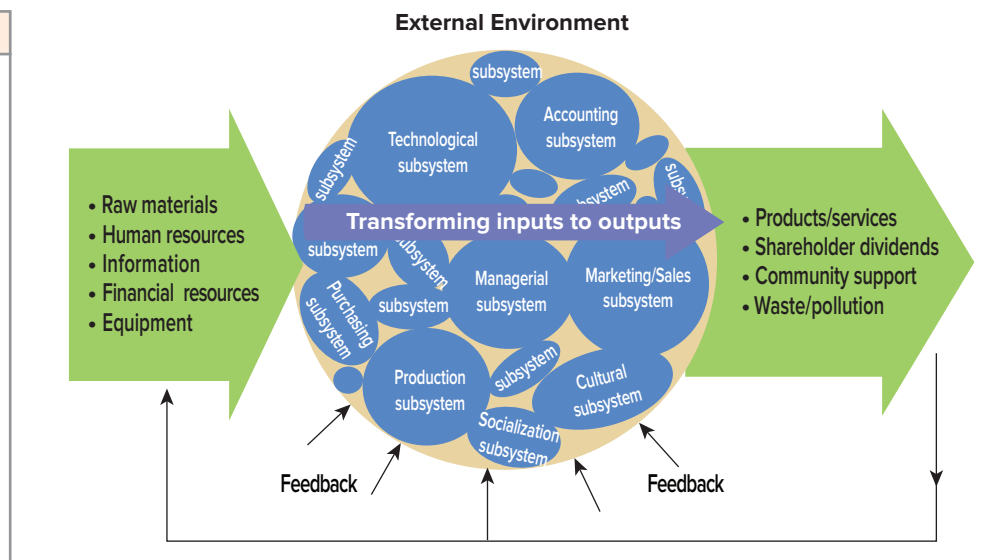 External Environment
subsystem
Accounting
subsystem
Technological
subsystem
subsystem
• Raw materials
• Human resources
• Information
• Financial resources
• Equipment
Transforming inputs to outputs
• Products/services
• Shareholder dividends
• Community support
• Waste/pollution
subsystem
subsystem
Managerial
subsystem
Marketing/Sales
subsystem
Purchasing
subsystem
subsystem
Production
subsystem
subsystem
Cultural
subsystem
Socialization
subsystem
Feedback
Feedback